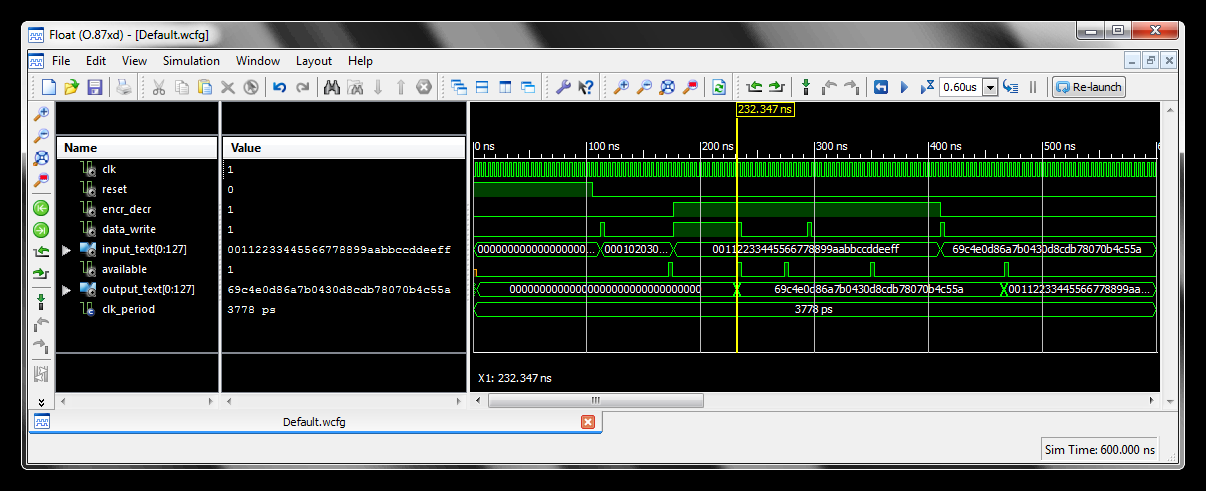 Float (O.87xd) - [Default.wcfg]
File Edit View Simulation Window Layout Help
0.60us Re-launch
232.347 ns
Name Value
0 ns 100 ns 200 ns 300 ns 400 ns 500 ns 6
clk 1
reset 0
encr_decr 1
data_write 1
input_text[0:127] 00112233445566778899aabbccddeeff 000000000000000000... 000102030... 00112233445566778899aabbccddeeff 69c4e0d86a7b0430d8cdb78070b4c55a
available 1
output_text[0:127] 69c4e0d86a7b0430d8cdb78070b4c55a 00000000000000000000000000000000 69c4e0d86a7b0430d8cdb78070b4c55a 00112233445566778899aa...
clk_period 3778 ps 3778 ps
X1: 232.347 ns
Default.wcfg
Sim Time: 600.000 ns